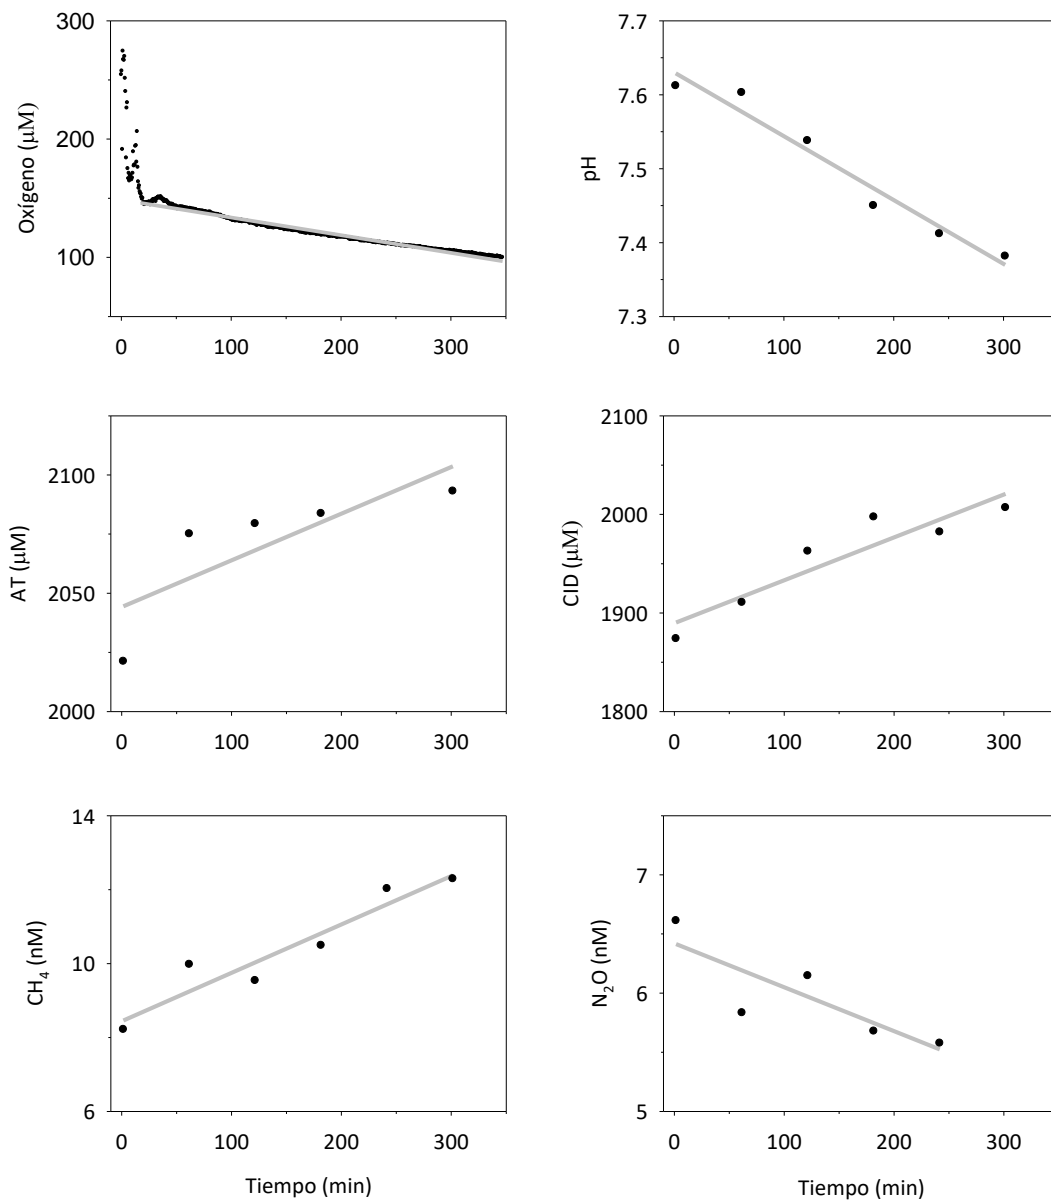 Oxígeno (μM)
300
200
100
0 100 200 300
pH
7.7
7.6
7.5
7.4
7.3
0 100 200 300
AT (μM)
2100
2050
2000
0 100 200 300
CID (μM)
2100
2000
1900
1800
0 100 200 300
CH₄ (nM)
14
10
6
0 100 200 300
Tiempo (min)
N₂O (nM)
7
6
5
0 100 200 300
Tiempo (min)